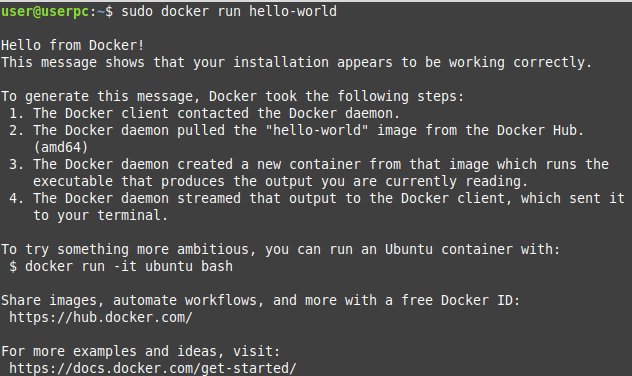 user@userpc:~$ sudo docker run hello-world
Hello from Docker!
This message shows that your installation appears to be working correctly.
To generate this message, Docker took the following steps:
1. The Docker client contacted the Docker daemon.
2. The Docker daemon pulled the "hello-world" image from the Docker Hub.
(amd64)
3. The Docker daemon created a new container from that image which runs the
executable that produces the output you are currently reading.
4. The Docker daemon streamed that output to the Docker client, which sent it
to your terminal.
To try something more ambitious, you can run an Ubuntu container with:
$ docker run -it ubuntu bash
Share images, automate workflows, and more with a free Docker ID:
https://hub.docker.com/
For more examples and ideas, visit:
https://docs.docker.com/get-started/